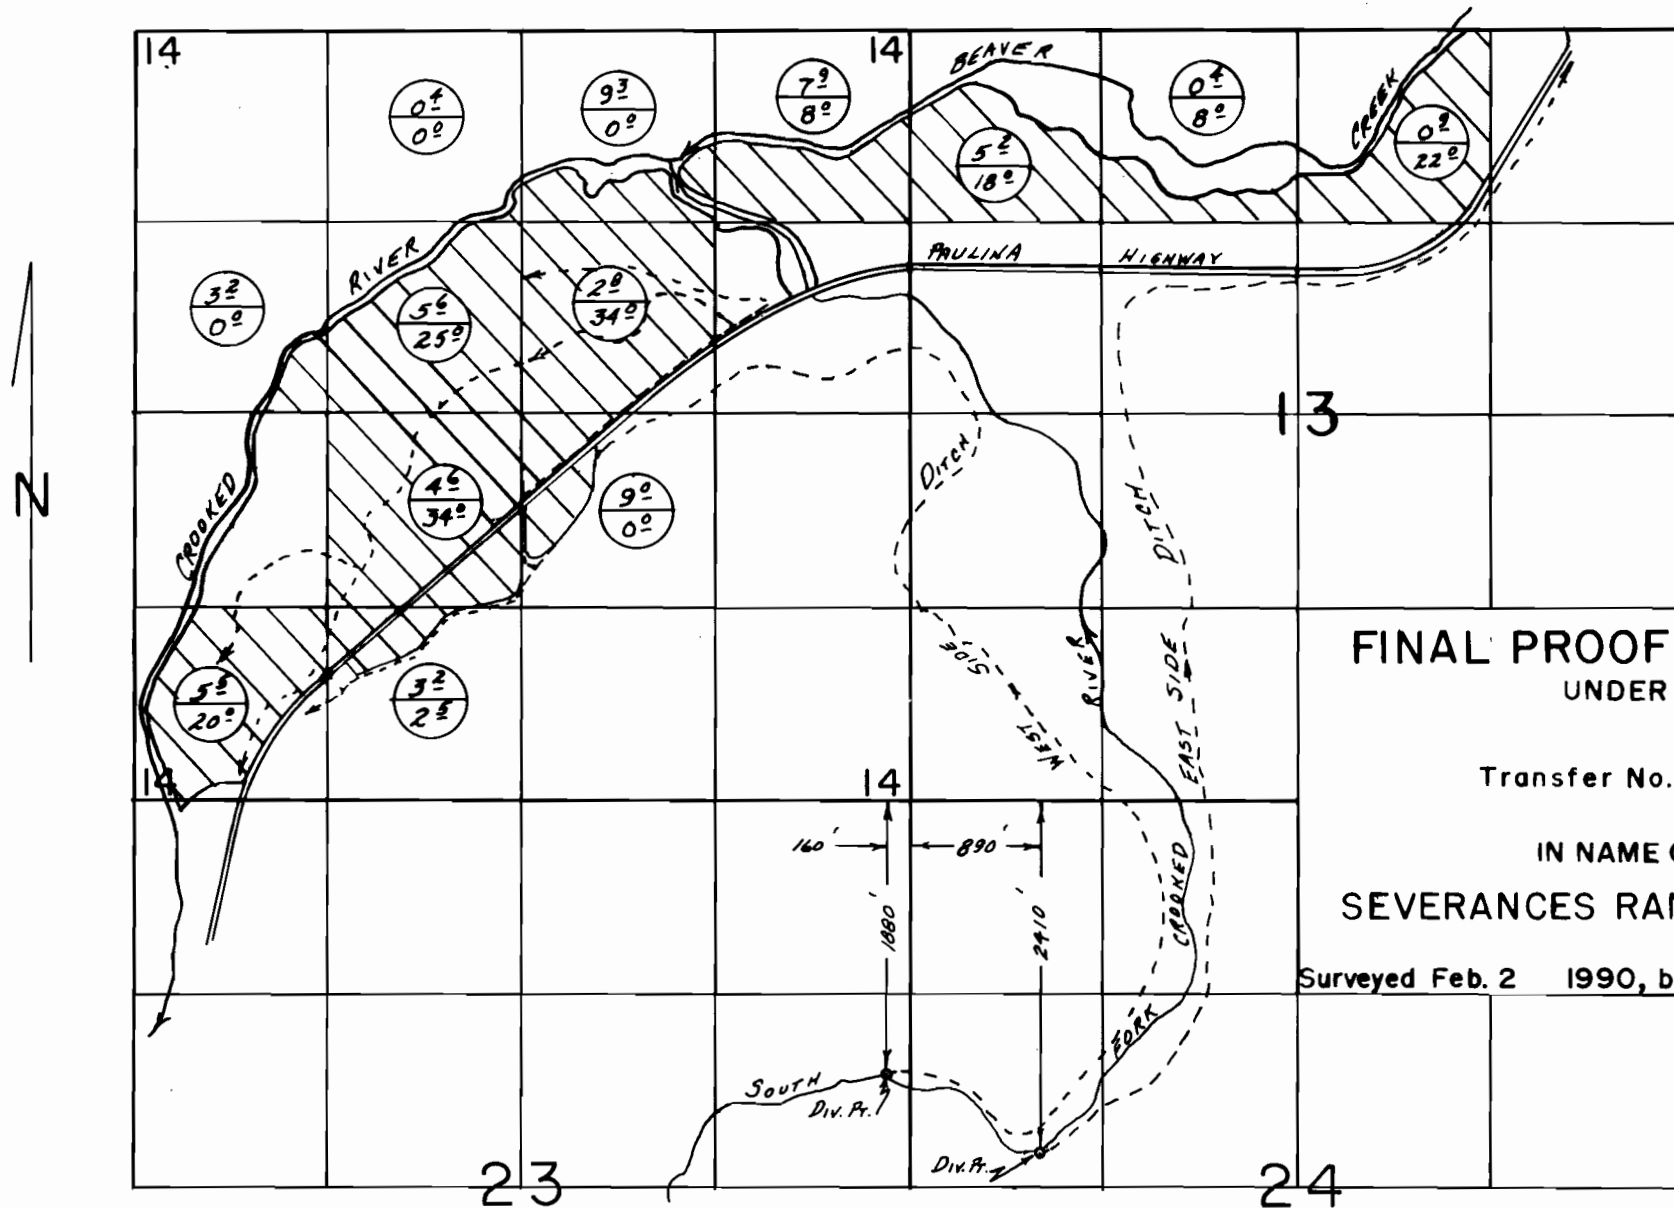 14
14
BEAVER
CREEK
0 4
0 0
9 3
0 0
7 9
8 0
0 4
8 0
5 2
18 0
0 9
22 0
RIVER
PAULINA HIGHWAY
3 2
0 0
5 6
25 0
2 8
34 0
13
N
CROOKED
DITCH
DITCH
4 6
34 0
9 0
0 0
SIDE
RIVER
EAST SIDE
WEST
5 5
20 0
3 2
2 5
FINAL PROOF
UNDER
Transfer No.
IN NAME
SEVERANCES
Surveyed Feb. 2 1990,
14
14
160'
890'
1880'
2410'
CROOKED
FORK
SOUTH
DIV. PT.
DIV. PT.
23
24